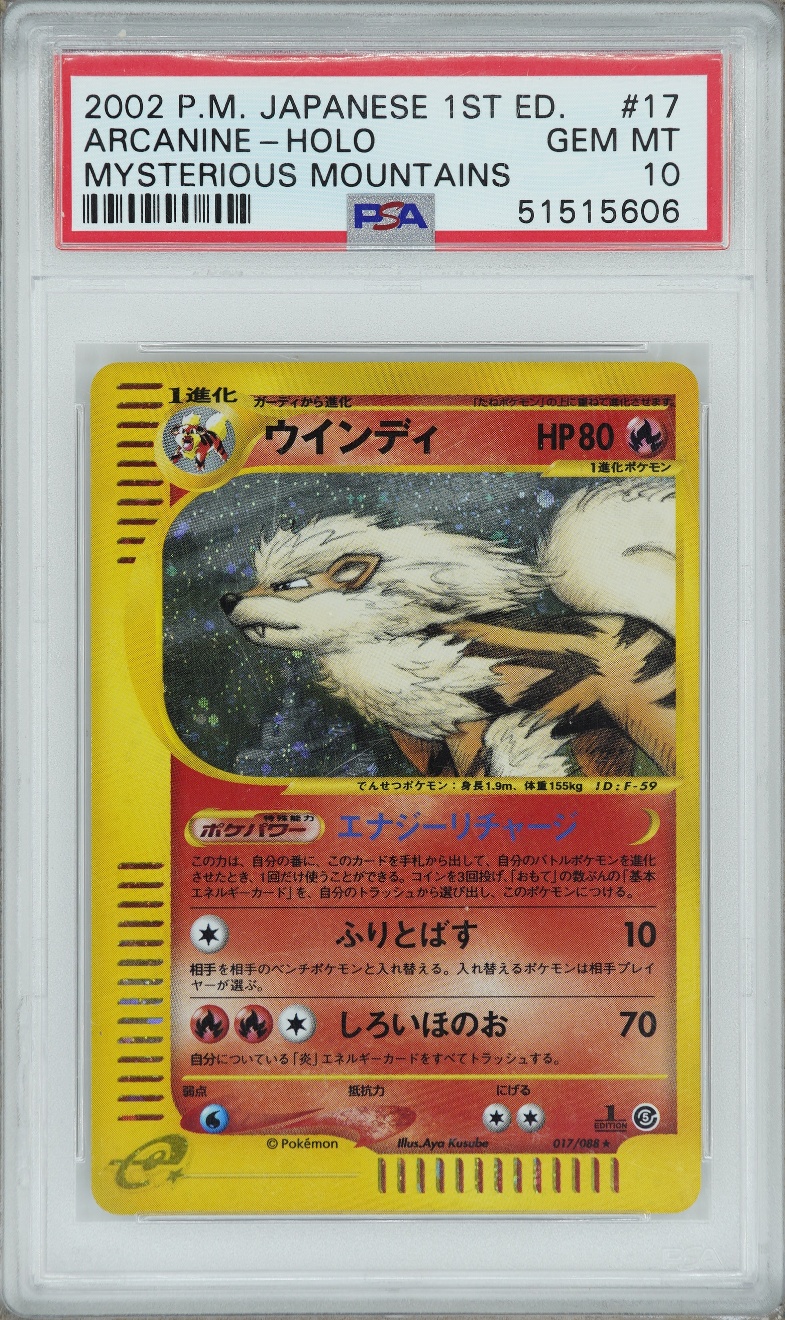 2002 P.M. JAPANESE 1ST ED. #17
ARCANINE - HOLO GEM MT
MYSTERIOUS MOUNTAINS 10
PSA 51515606
1進化 ガーディから進化 「たねポケモン」の上に重ねて進化させます
ウインディ HP80
1進化ポケモン
でんせつポケモン：身長1.9m、体重155kg ID:F-59
ポケパワー 特殊能力 エナジーリチャージ
この力は、自分の番に、このカードを手札から出して、自分のバトルポケモンを進化
させたとき、1回だけ使うことができる。コインを3回投げ、「おもて」の数ぶんの「基本
エネルギーカード」を、自分のトラッシュから選び出し、このポケモンにつける。
ふりとばす 10
相手を相手のベンチポケモンと入れ替える。入れ替えるポケモンは相手プレイ
ヤーが選ぶ。
しろいほのお 70
自分についている「炎」エネルギーカードをすべてトラッシュする。
弱点 抵抗力 にげる
1 EDITION 5
© Pokémon Illus.Aya Kusube 017/088 ★
e
PSA